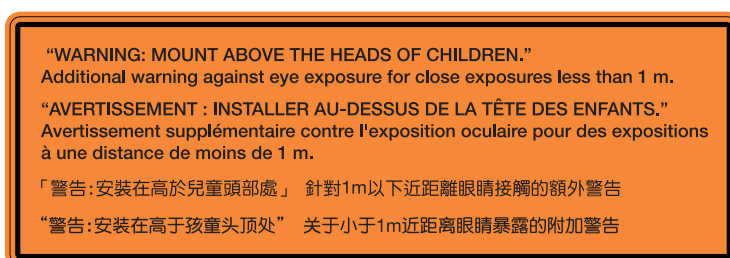 “WARNING: MOUNT ABOVE THE HEADS OF CHILDREN.”
Additional warning against eye exposure for close exposures less than 1 m.
“AVERTISSEMENT : INSTALLER AU-DESSUS DE LA TÊTE DES ENFANTS.”
Avertissement supplémentaire contre l'exposition oculaire pour des expositions
à une distance de moins de 1 m.
「警告:安裝在高於兒童頭部處」 針對1m以下近距離眼睛接觸的額外警告
“警告:安装在高于孩童头顶处” 关于小于1m近距离眼睛暴露的附加警告